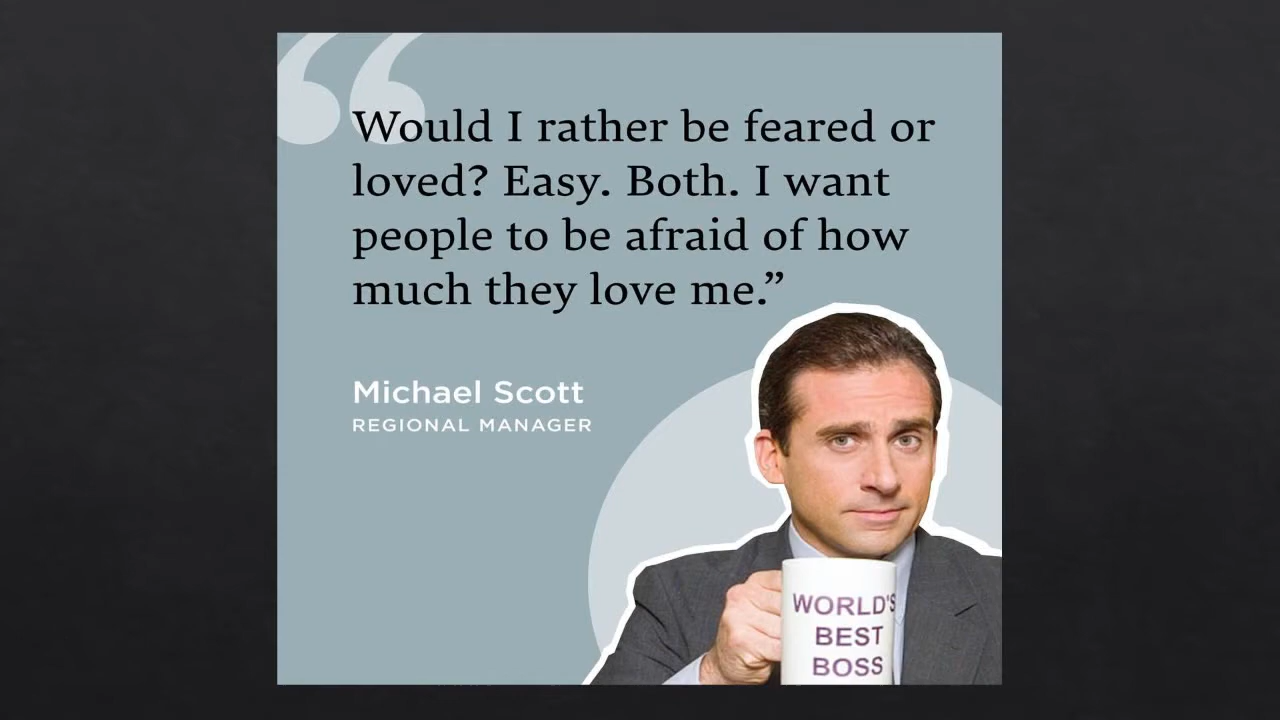 “Would I rather be feared or
loved? Easy. Both. I want
people to be afraid of how
much they love me.”
Michael Scott
REGIONAL MANAGER
WORLD'S
BEST
BOSS